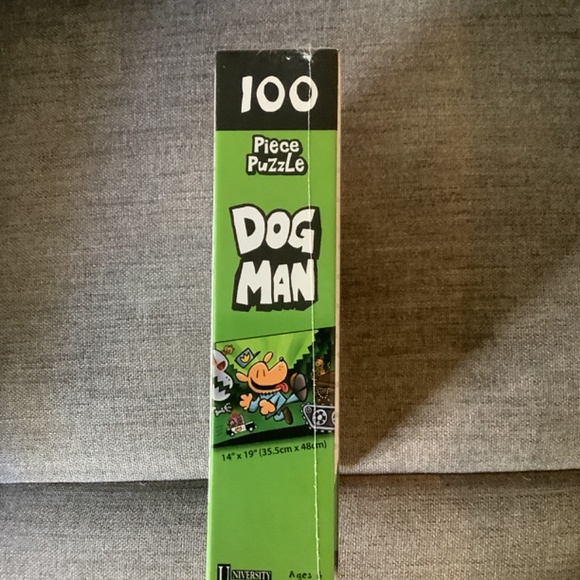 100
Piece
Puzzle
DOG
MAN
14" x 19" (35.5cm x 48cm)
UNIVERSITY
Ages